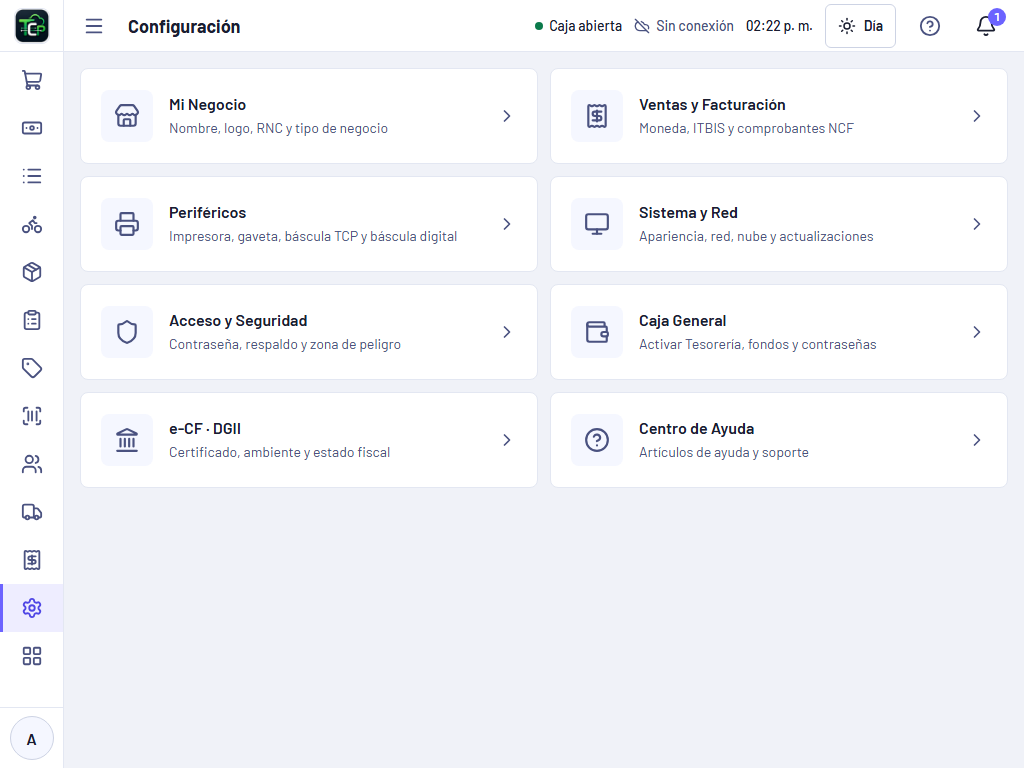 TCP
Configuración
Caja abierta
Sin conexión
02:22 p. m.
Día
1
Mi Negocio
Nombre, logo, RNC y tipo de negocio
Ventas y Facturación
Moneda, ITBIS y comprobantes NCF
Periféricos
Impresora, gaveta, báscula TCP y báscula digital
Sistema y Red
Apariencia, red, nube y actualizaciones
Acceso y Seguridad
Contraseña, respaldo y zona de peligro
Caja General
Activar Tesorería, fondos y contraseñas
e-CF · DGII
Certificado, ambiente y estado fiscal
Centro de Ayuda
Artículos de ayuda y soporte
A